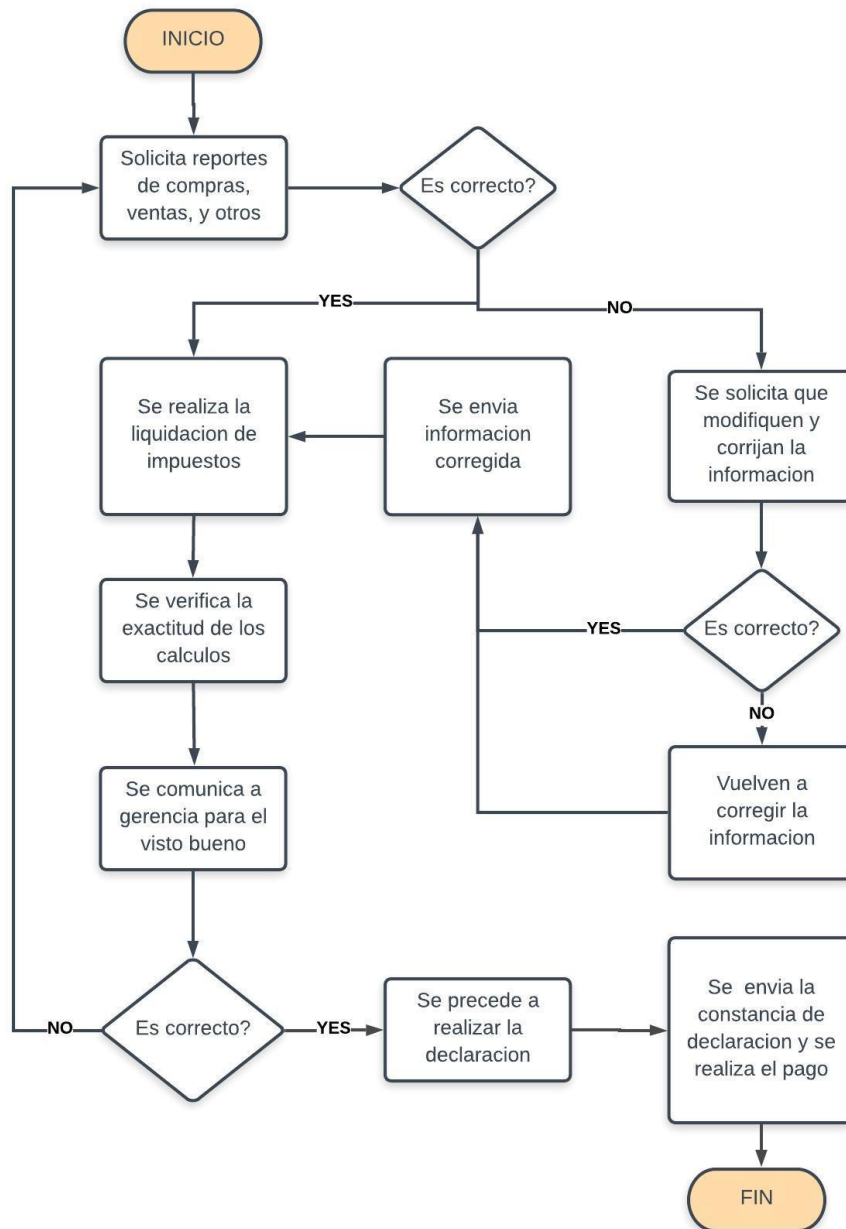 INICIO
Solicita reportes
de compras,
ventas, y otros
Es correcto?
YES
NO
Se realiza la
liquidacion de
impuestos
Se envia
informacion
corregida
Se solicita que
modifiquen y
corrijan la
informacion
Se verifica la
exactitud de los
calculos
YES
Es correcto?
NO
Se comunica a
gerencia para el
visto bueno
Vuelven a
corregir la
informacion
NO
Es correcto?
YES
Se precede a
realizar la
declaracion
Se envia la
constancia de
declaracion y se
realiza el pago
FIN